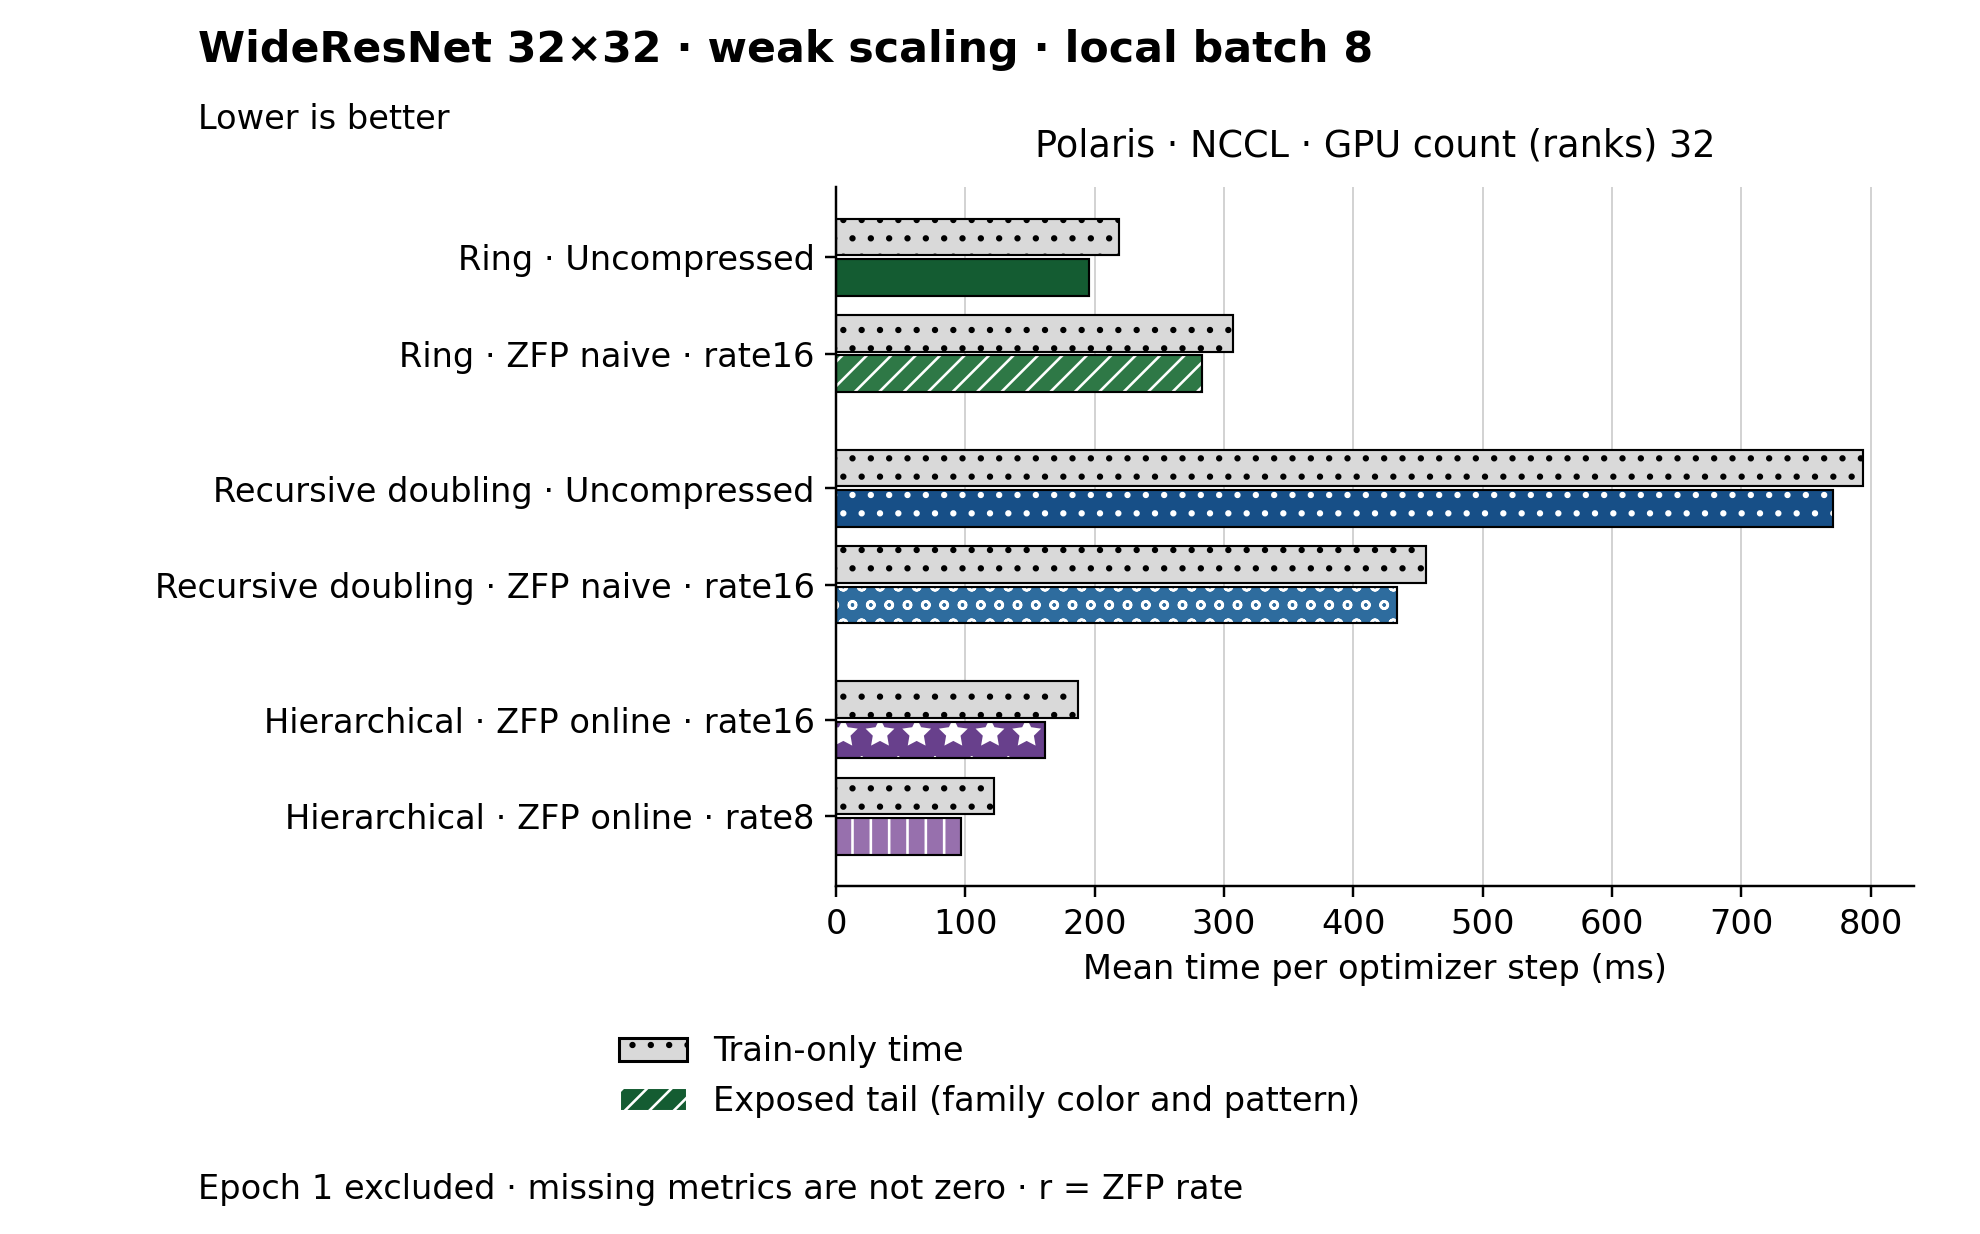 WideResNet 32×32 · weak scaling · local batch 8
Lower is better
Polaris · NCCL · GPU count (ranks) 32
Ring · Uncompressed
Ring · ZFP naive · rate16
Recursive doubling · Uncompressed
Recursive doubling · ZFP naive · rate16
Hierarchical · ZFP online · rate16
Hierarchical · ZFP online · rate8
0 100 200 300 400 500 600 700 800
Mean time per optimizer step (ms)
Train-only time
Exposed tail (family color and pattern)
Epoch 1 excluded · missing metrics are not zero · r = ZFP rate